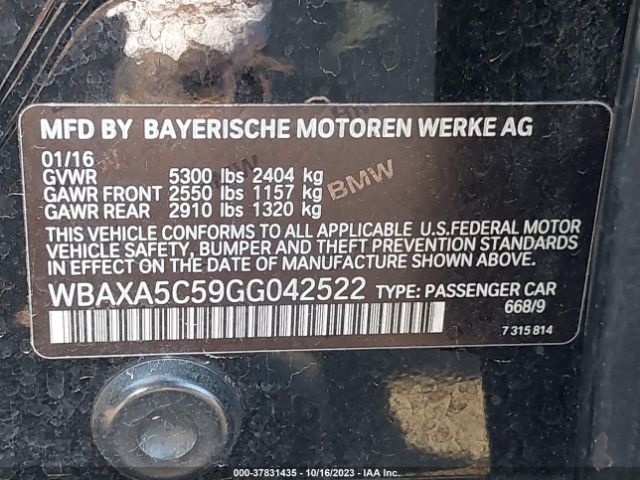 MFD BY BAYERISCHE MOTOREN WERKE AG
01/16
GVWR 5300 lbs 2404 kg
GAWR FRONT 2550 lbs 1157 kg
GAWR REAR 2910 lbs 1320 kg
BMW
THIS VEHICLE CONFORMS TO ALL APPLICABLE U.S.FEDERAL MOTOR
VEHICLE SAFETY, BUMPER AND THEFT PREVENTION STANDARDS
IN EFFECT ON THE DATE OF MANUFACTURE SHOWN ABOVE.
WBAXA5C59GG042522 TYPE: PASSENGER CAR
668/9
7 315 814
000-37831435 - 10/16/2023 - IAA Inc.